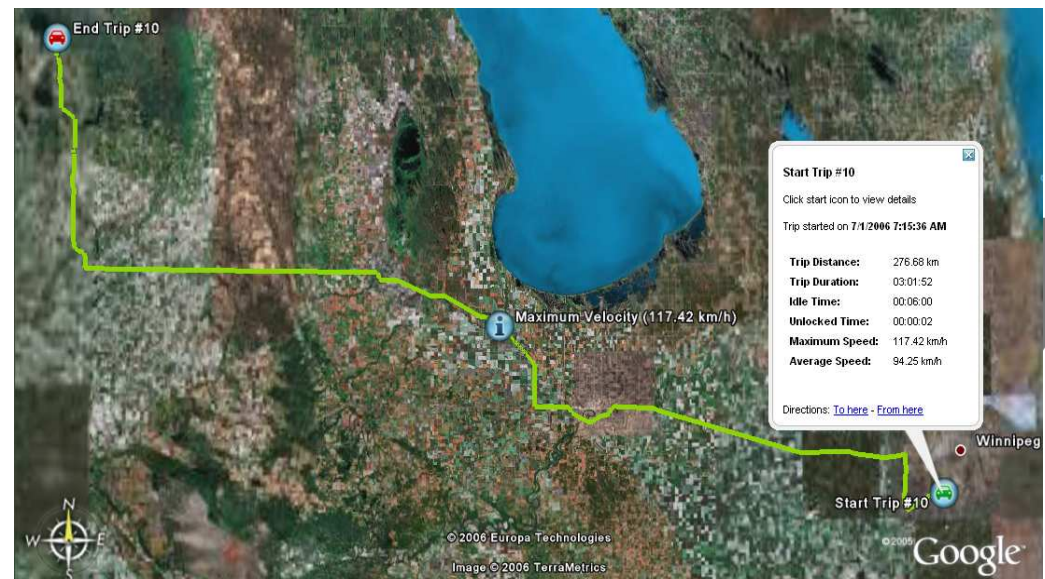 End Trip #10
Start Trip #10
Click start icon to view details
Trip started on 7/1/2006 7:15:36 AM
Trip Distance: 276.68 km
Trip Duration: 03:01:52
Idle Time: 00:06:00
Unlocked Time: 00:00:02
Maximum Speed: 117.42 km/h
Average Speed: 94.25 km/h
Directions: To here - From here
Maximum Velocity (117.42 km/h)
Winnipeg
Start Trip #10
N
W E
S
© 2006 Europa Technologies
Image © 2006 TerraMetrics
©2005 Google